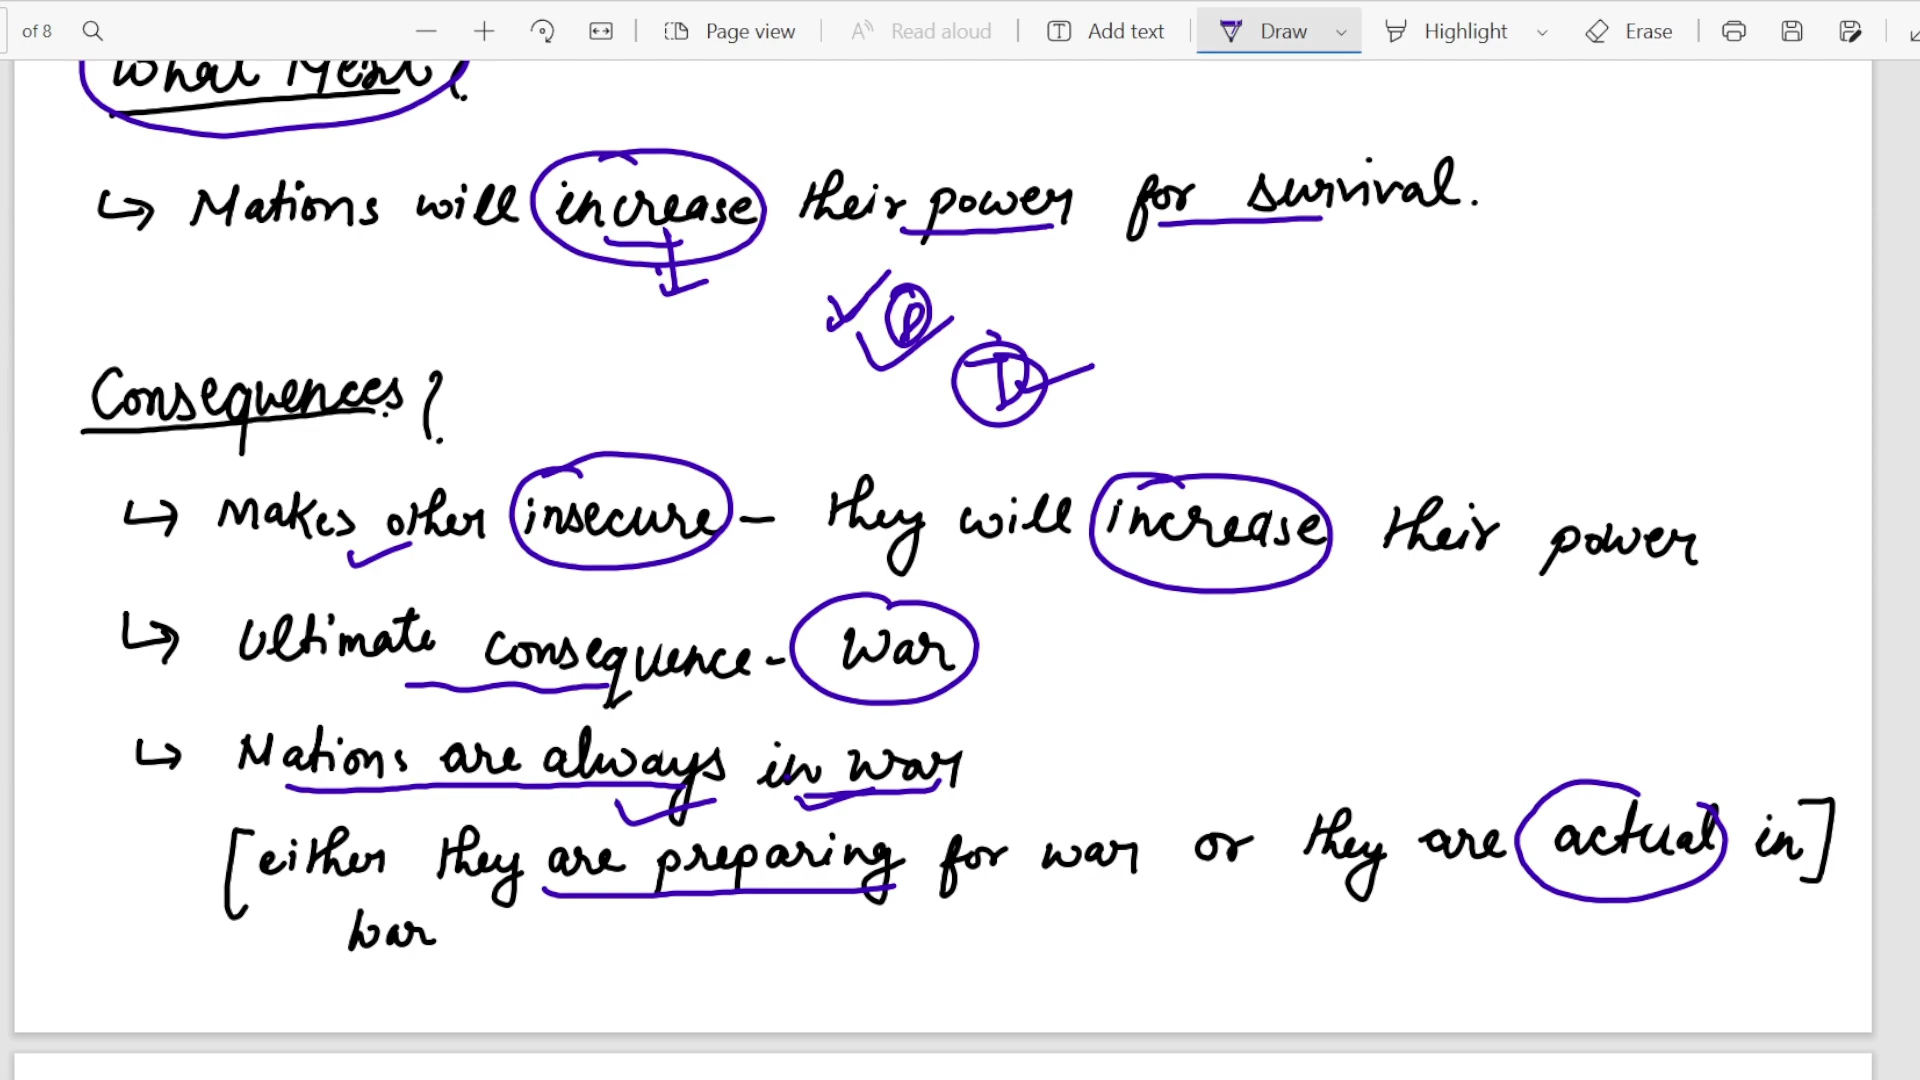 of 8 Page view Read aloud Add text Draw Highlight Erase
What Next?
↳ Nations will increase their power for survival.
P
I
Consequences?
↳ Makes other insecure - they will increase their power
↳ Ultimate consequence - War
↳ Nations are always in war
[either they are preparing for war or they are actual in]
war